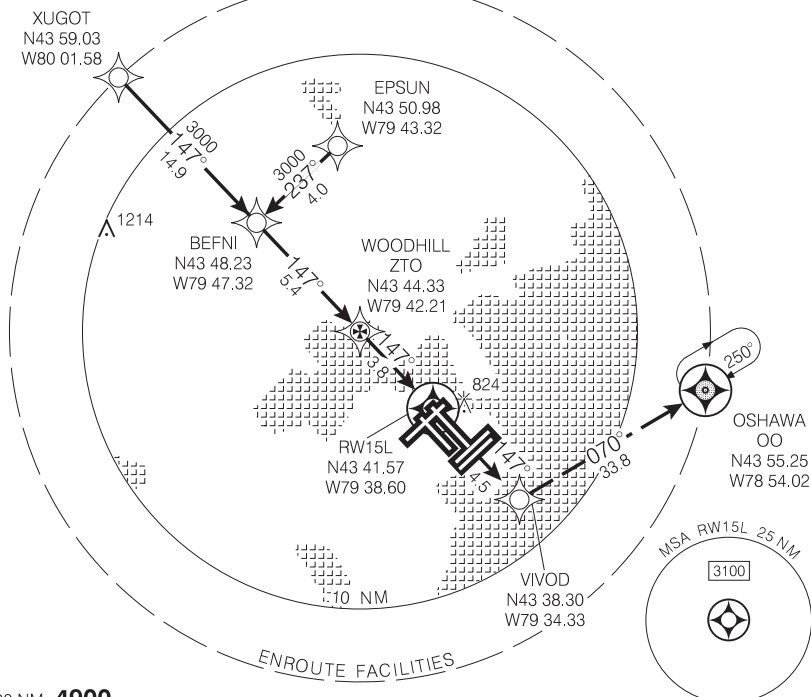 XUGOT
N43 59.03
W80 01.58
EPSUN
N43 50.98
W79 43.32
3000
147°
14.9
3000
237°
4.0
1214
BEFNI
N43 48.23
W79 47.32
WOODHILL
ZTO
N43 44.33
W79 42.21
147°
5.4
147°
3.8
824
250°
RW15L
N43 41.57
W79 38.60
147°
4.5
070°
33.8
OSHAWA
OO
N43 55.25
W78 54.02
VIVOD
N43 38.30
W79 34.33
10 NM
MSA RW15L 25 NM
3100
ENROUTE FACILITIES
NM 4900